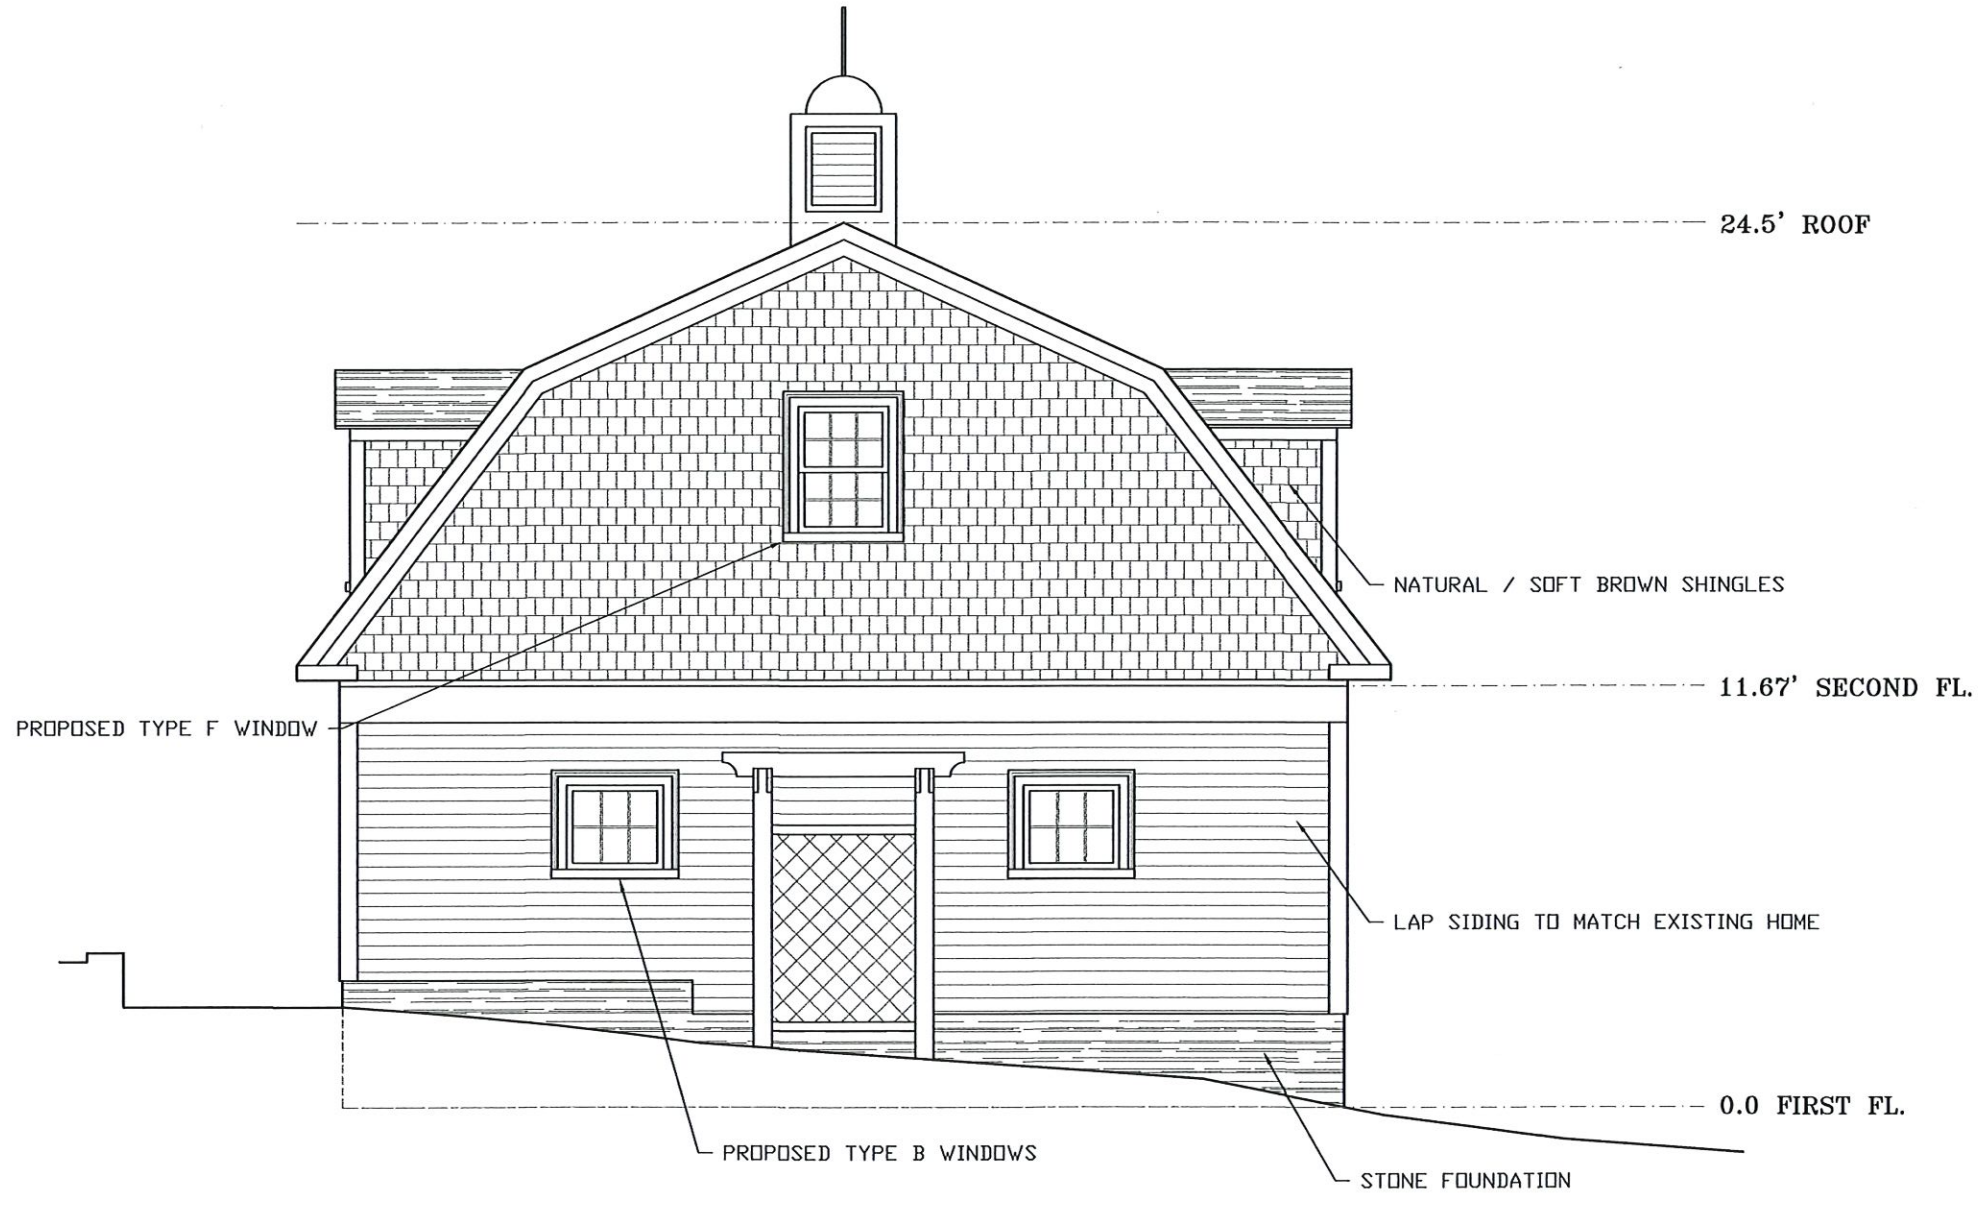 24.5' ROOF
NATURAL / SOFT BROWN SHINGLES
11.67' SECOND FL.
PROPOSED TYPE F WINDOW
LAP SIDING TO MATCH EXISTING HOME
0.0 FIRST FL.
PROPOSED TYPE B WINDOWS
STONE FOUNDATION